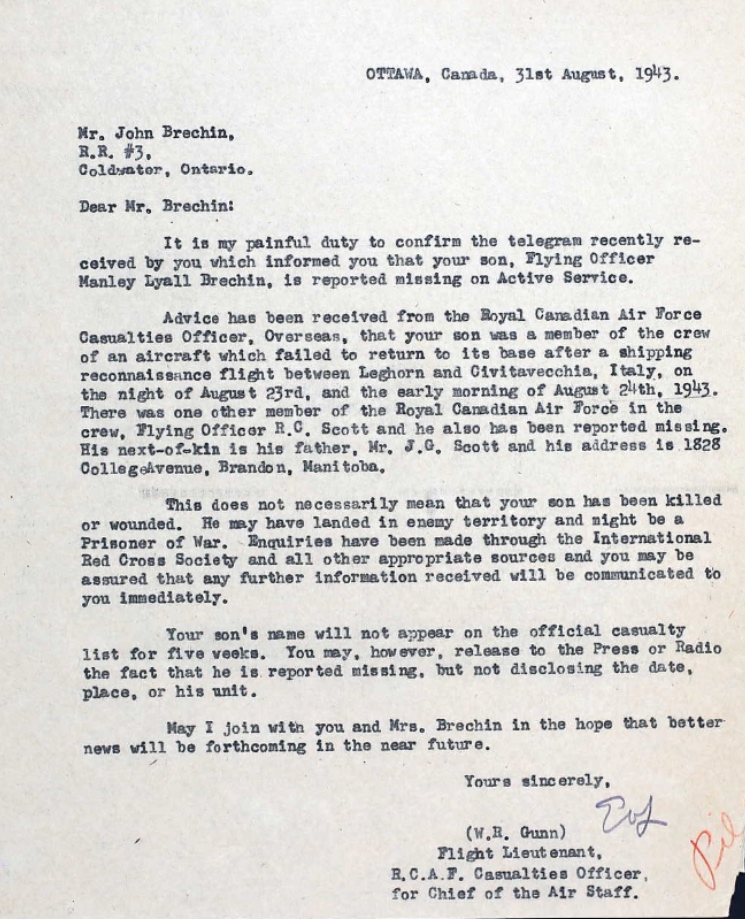 OTTAWA, Canada, 31st August, 1943.
Mr. John Brechin,
R.R. #3,
Coldwater, Ontario.
Dear Mr. Brechin:
It is my painful duty to confirm the telegram recently re-
ceived by you which informed you that your son, Flying Officer
Manley Lyall Brechin, is reported missing on Active Service.
Advice has been received from the Royal Canadian Air Force
Casualties Officer, Overseas, that your son was a member of the crew
of an aircraft which failed to return to its base after a shipping
reconnaissance flight between Leghorn and Civitavecchia, Italy, on
the night of August 23rd, and the early morning of August 24th, 1943.
There was one other member of the Royal Canadian Air Force in the
crew, Flying Officer R.C. Scott and he also has been reported missing.
His next-of-kin is his father, Mr. J.G. Scott and his address is 1828
CollegeAvenue, Brandon, Manitoba.
This does not necessarily mean that your son has been killed
or wounded. He may have landed in enemy territory and might be a
Prisoner of War. Enquiries have been made through the International
Red Cross Society and all other appropriate sources and you may be
assured that any further information received will be communicated to
you immediately.
Your son's name will not appear on the official casualty
list for five weeks. You may, however, release to the Press or Radio
the fact that he is reported missing, but not disclosing the date,
place, or his unit.
May I join with you and Mrs. Brechin in the hope that better
news will be forthcoming in the near future.
Yours sincerely,
(W.R. Gunn)
Flight Lieutenant,
R.C.A.F. Casualties Officer,
for Chief of the Air Staff.